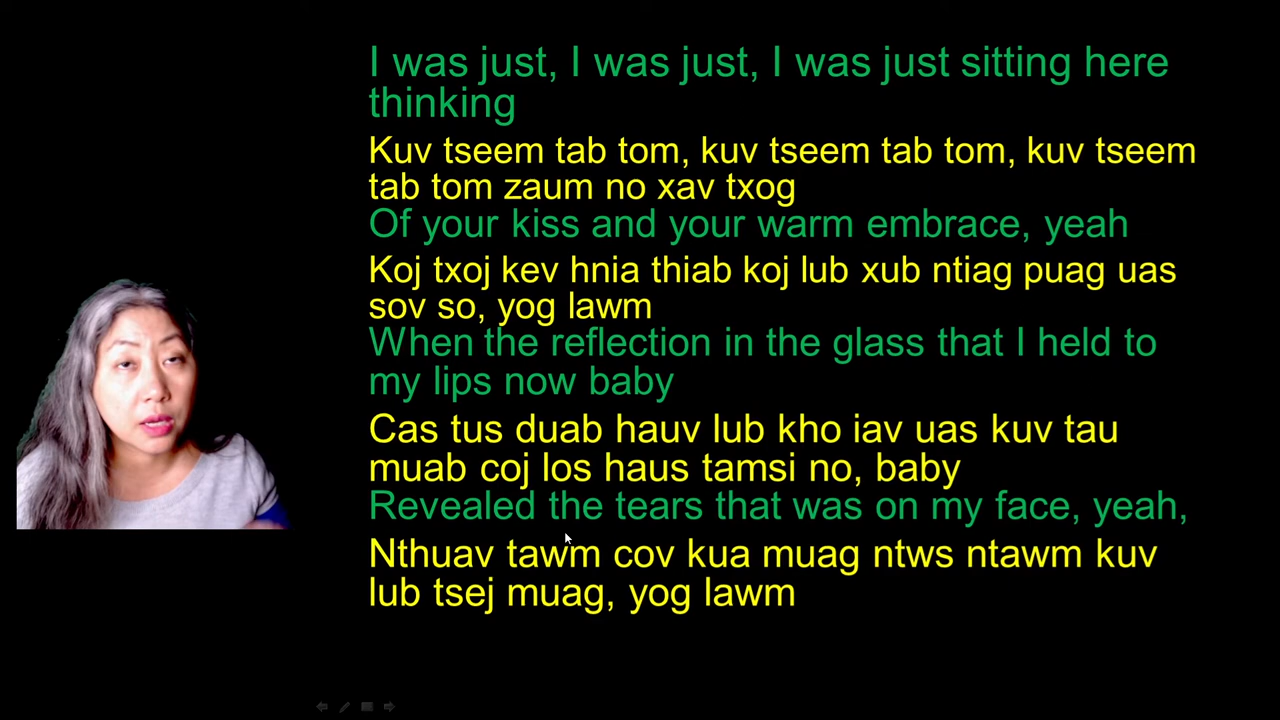 I was just, I was just, I was just sitting here
thinking
Kuv tseem tab tom, kuv tseem tab tom, kuv tseem
tab tom zaum no xav txog
Of your kiss and your warm embrace, yeah
Koj txoj kev hnia thiab koj lub xub ntiag puag uas
sov so, yog lawm
When the reflection in the glass that I held to
my lips now baby
Cas tus duab hauv lub kho iav uas kuv tau
muab coj los haus tamsi no, baby
Revealed the tears that was on my face, yeah,
Nthuav tawm cov kua muag ntws ntawm kuv
lub tsej muag, yog lawm